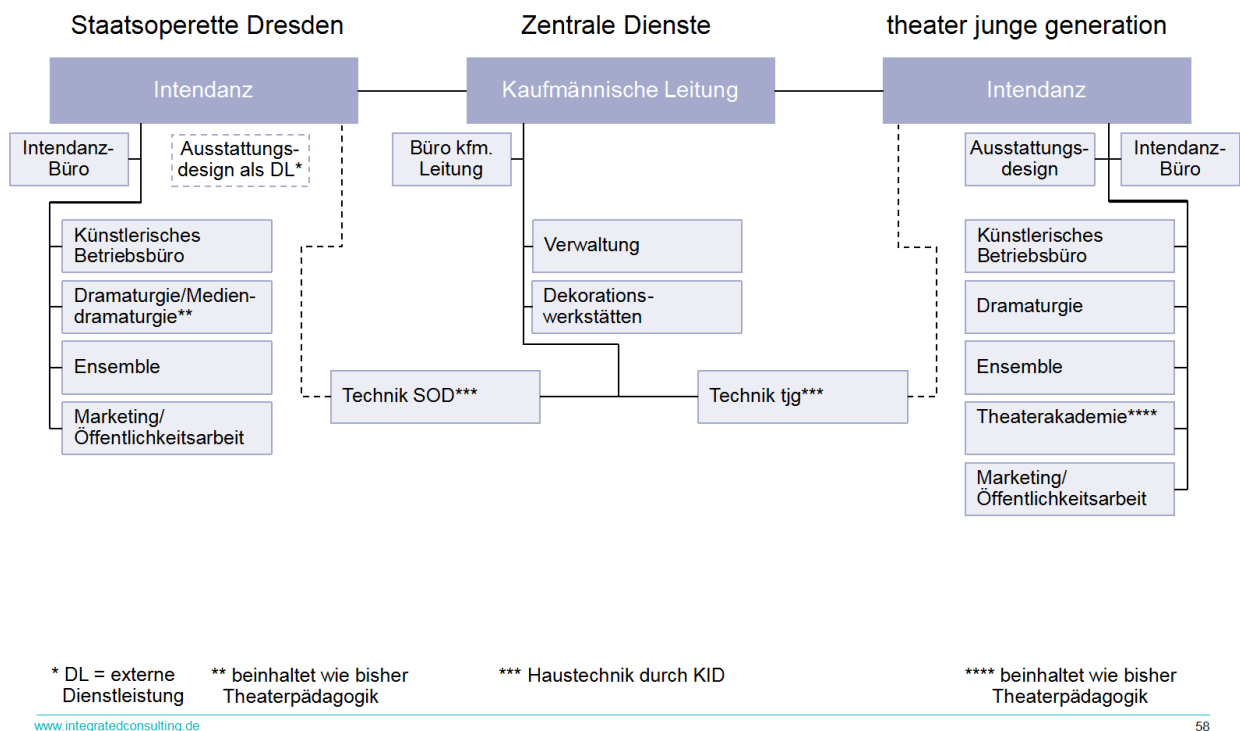 Staatsoperette Dresden
Zentrale Dienste
theater junge generation
Intendanz
Kaufmännische Leitung
Intendanz
Intendanz-
Büro
Ausstattungs-
design als DL*
Büro kfm.
Leitung
Ausstattungs-
design
Intendanz-
Büro
Künstlerisches
Betriebsbüro
Dramaturgie/Medien-
dramaturgie**
Ensemble
Marketing/
Öffentlichkeitsarbeit
Verwaltung
Dekorations-
werkstätten
Technik SOD***
Technik tjg***
Künstlerisches
Betriebsbüro
Dramaturgie
Ensemble
Theaterakademie****
Marketing/
Öffentlichkeitsarbeit
* DL = externe
Dienstleistung
** beinhaltet wie bisher
Theaterpädagogik
*** Haustechnik durch KID
**** beinhaltet wie bisher
Theaterpädagogik
www.integratedconsulting.de
58